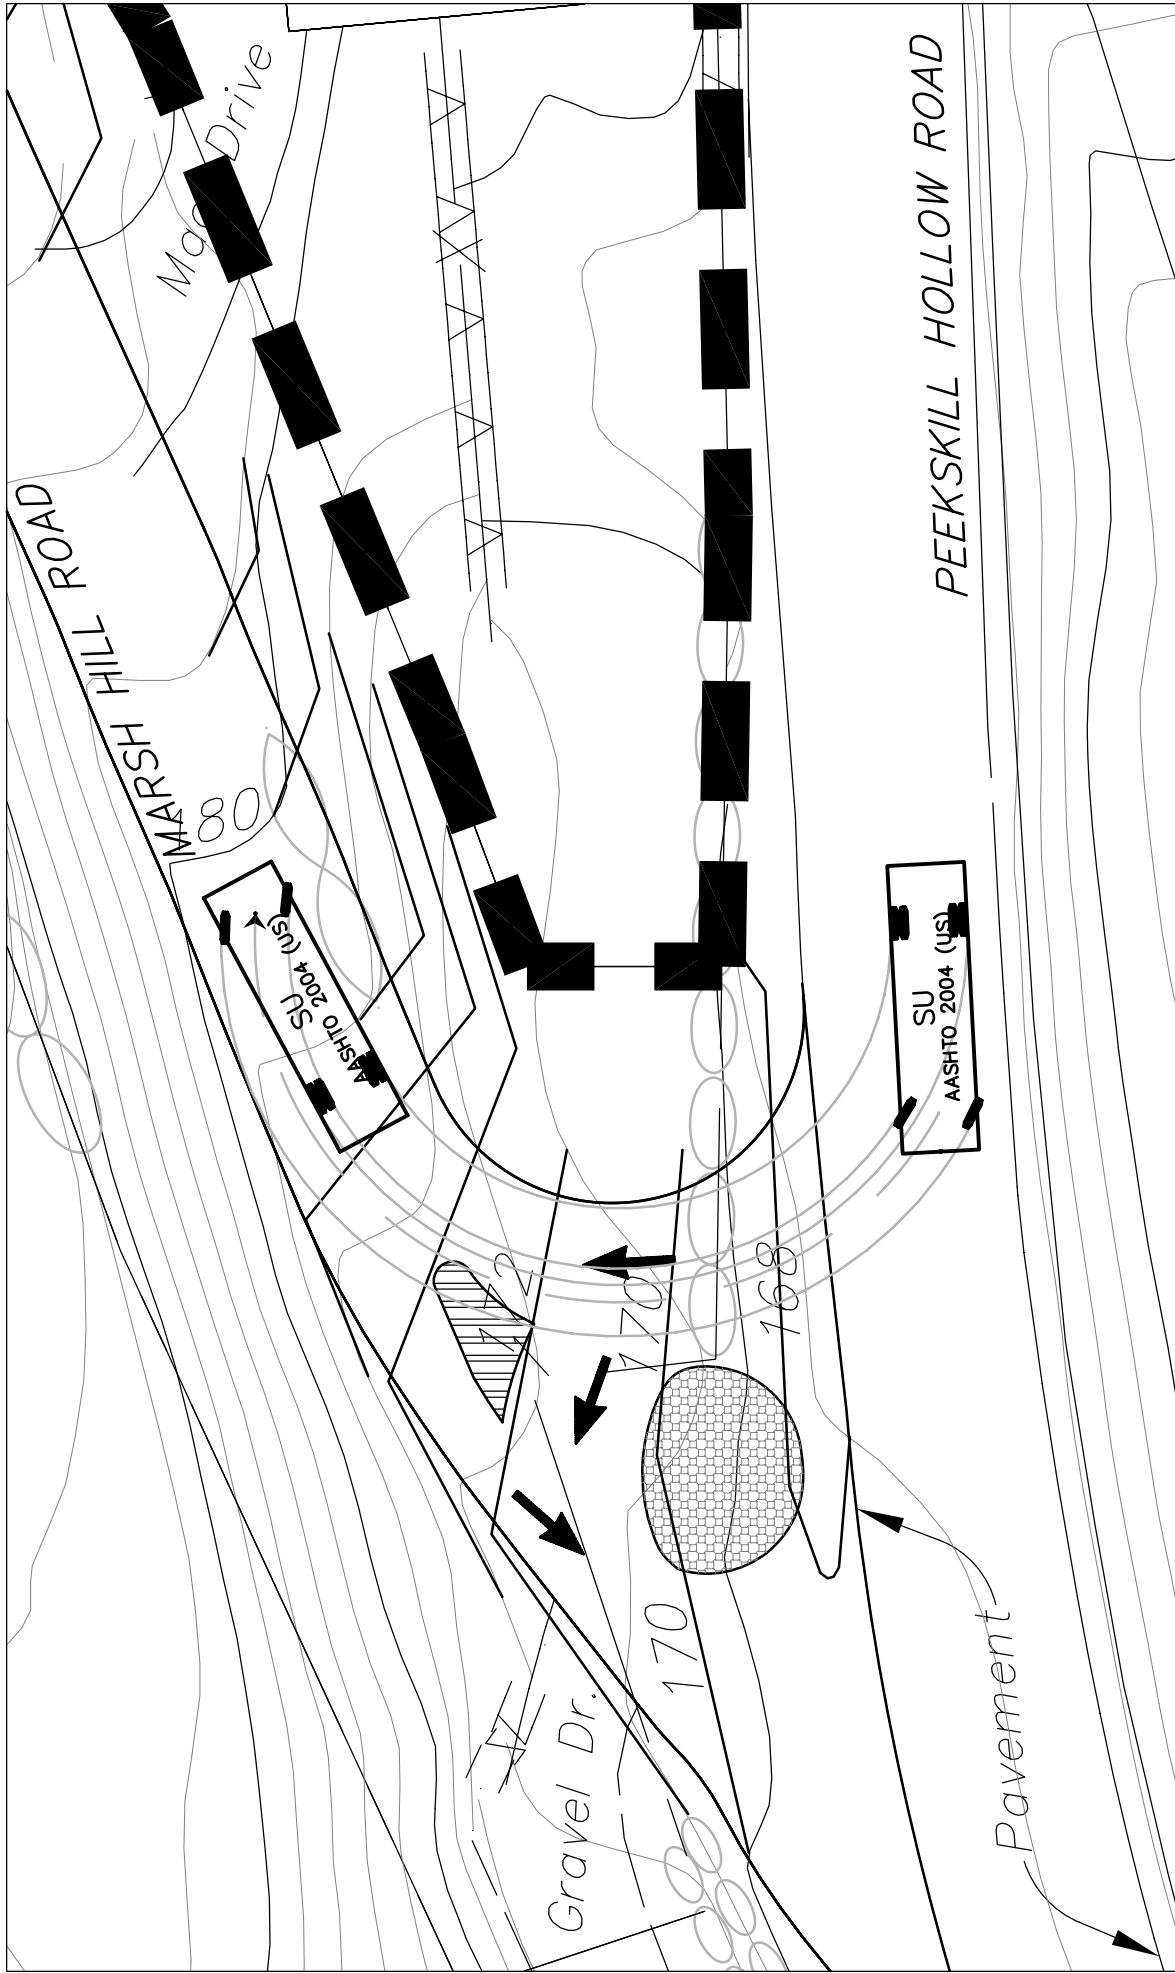 Mac Drive
PEEKSKILL HOLLOW ROAD
MARSH HILL ROAD
180
SU
AASHTO 2004 (US)
SU
AASHTO 2004 (US)
172
170
168
170
Gravel Dr.
Pavement